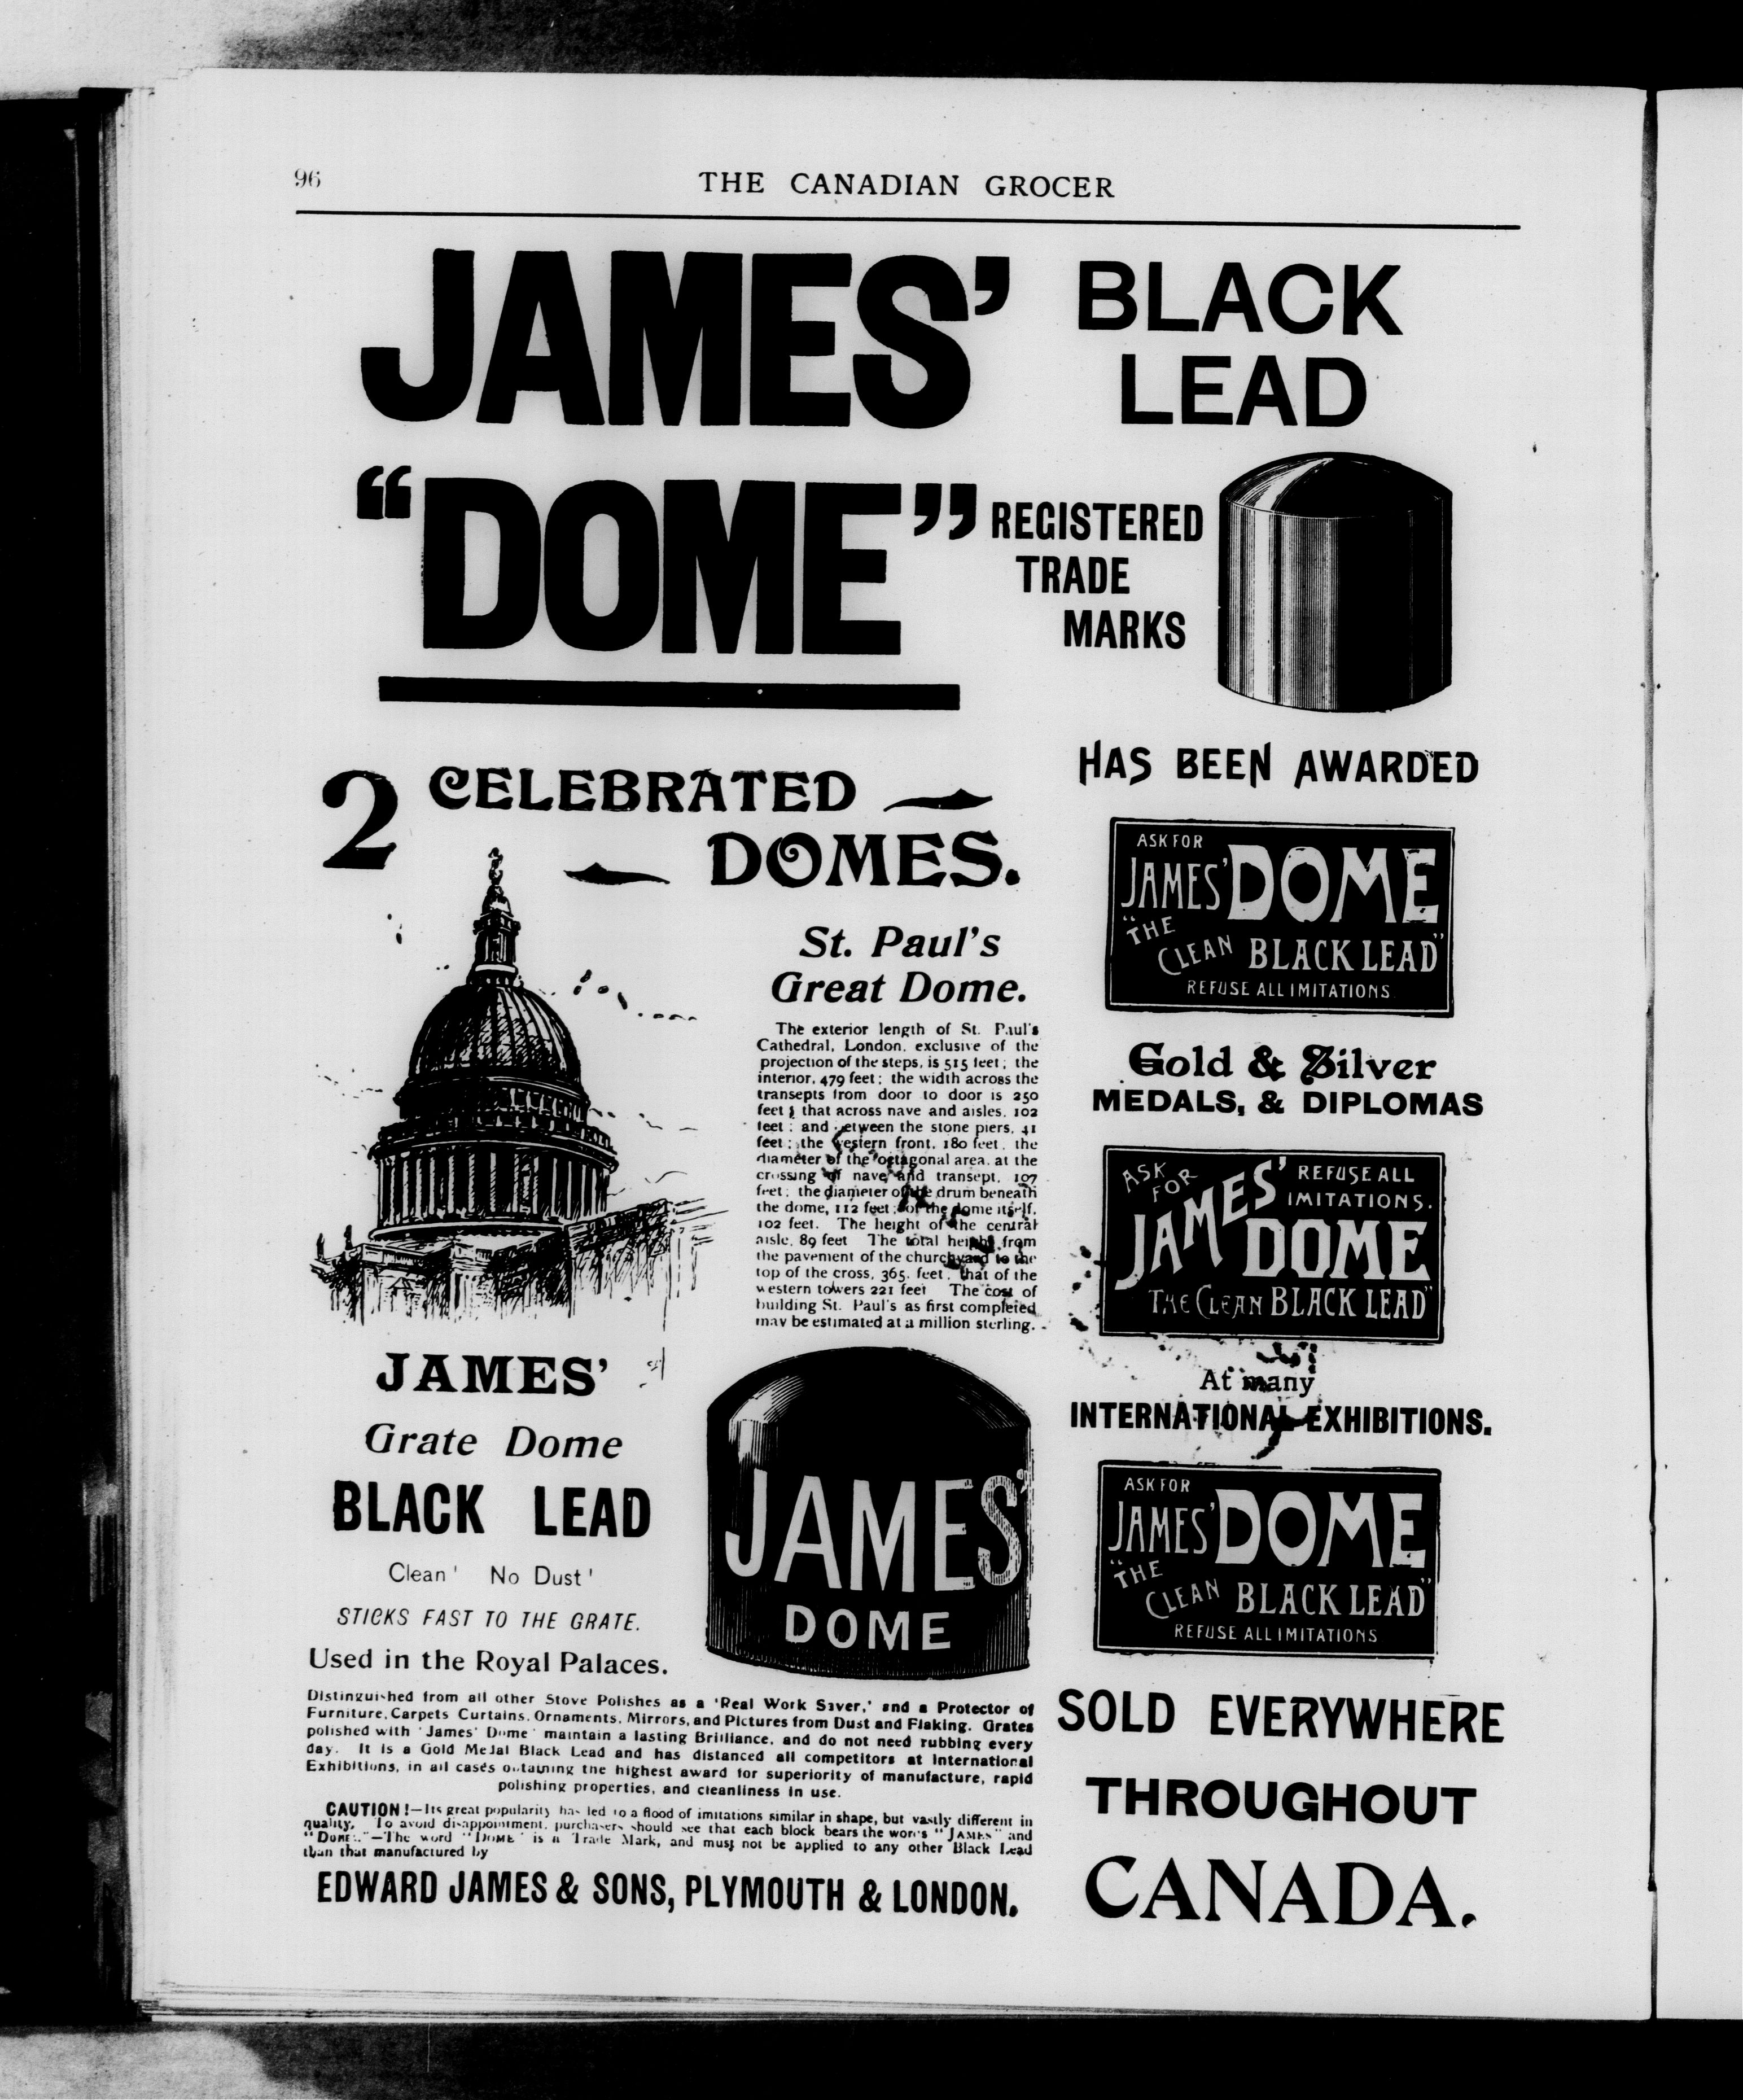 96
THE CANADIAN GROCER
JAMES' BLACK
LEAD
"DOME" REGISTERED
TRADE
MARKS
2 CELEBRATED
DOMES.
St. Paul's
Great Dome.
The exterior length of St. Paul's
Cathedral, London, exclusive of the
projection of the steps, is 515 feet; the
interior, 479 feet; the width across the
transepts from door to door is 250
feet; that across nave and aisles, 102
feet; and between the stone piers, 41
feet; the western front, 180 feet, the
diameter of the octagonal area, at the
crossing of nave and transept, 107
feet; the diameter of the drum beneath
the dome, 112 feet; of the dome itself,
102 feet. The height of the central
aisle, 89 feet The total height from
the pavement of the churchyard to the
top of the cross, 365. feet, that of the
western towers 221 feet The cost of
building St. Paul's as first completed
may be estimated at a million sterling.
JAMES'
Grate Dome
BLACK LEAD
Clean' No Dust'
STICKS FAST TO THE GRATE.
Used in the Royal Palaces.
JAMES'
DOME
Distinguished from all other Stove Polishes as a 'Real Work Saver,' and a Protector of
Furniture, Carpets Curtains, Ornaments, Mirrors, and Pictures from Dust and Flaking. Grates
polished with 'James' Dome' maintain a lasting Brilliance, and do not need rubbing every
day. It is a Gold Medal Black Lead and has distanced all competitors at International
Exhibitions, in all cases obtaining the highest award for superiority of manufacture, rapid
polishing properties, and cleanliness in use.
CAUTION!—Its great popularity has led to a flood of imitations similar in shape, but vastly different in
quality. To avoid disappointment, purchasers should see that each block bears the words "JAMES" and
"DOME."—The word "DOME" is a Trade Mark, and must not be applied to any other Black Lead
than that manufactured by
EDWARD JAMES & SONS, PLYMOUTH & LONDON.
HAS BEEN AWARDED
ASK FOR
JAMES' DOME
"THE
CLEAN BLACK LEAD"
REFUSE ALL IMITATIONS
Gold & Silver
MEDALS, & DIPLOMAS
ASK FOR
JAMES' REFUSE ALL
IMITATIONS.
DOME
THE CLEAN BLACK LEAD"
At many
INTERNATIONAL EXHIBITIONS.
ASK FOR
JAMES' DOME
"THE
CLEAN BLACK LEAD"
REFUSE ALL IMITATIONS
SOLD EVERYWHERE
THROUGHOUT
CANADA.